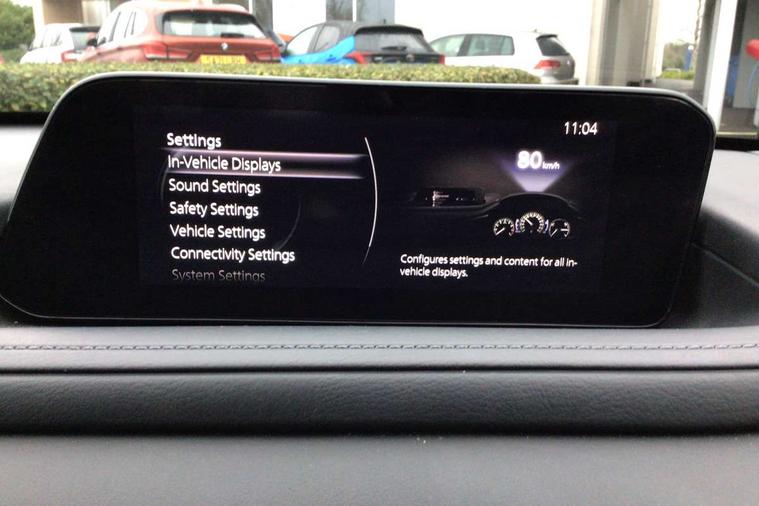 11:04
Settings
In-Vehicle Displays
Sound Settings
Safety Settings
Vehicle Settings
Connectivity Settings
System Settings
80 km/h
Configures settings and content for all in-
vehicle displays.